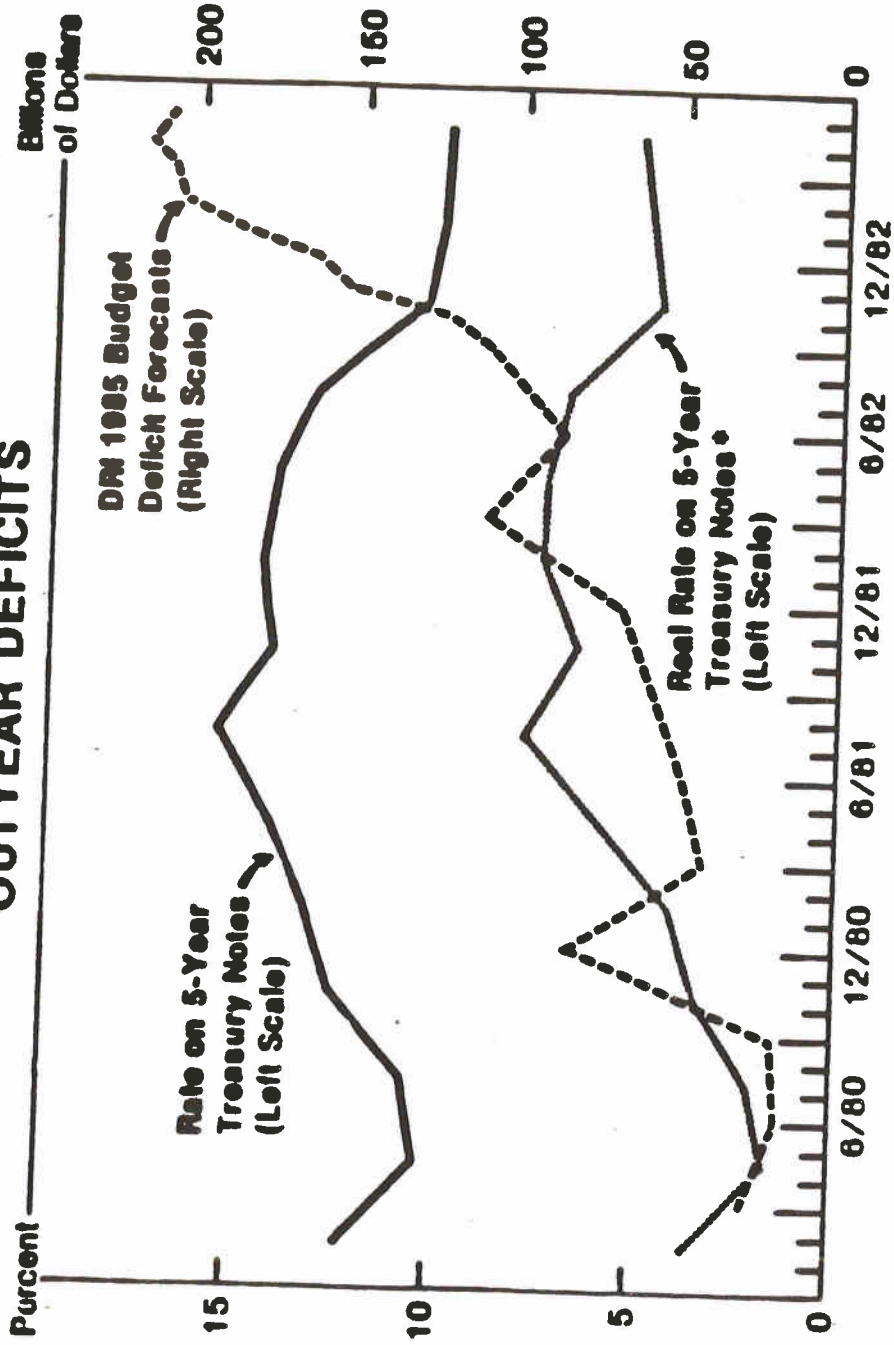 OUTYEAR DEFICITS
Percent
Billions
of Dollars
15
10
5
0
200
150
100
50
0
Rate on 5-Year
Treasury Notes
(Left Scale)
DRI 1985 Budget
Deficit Forecasts
(Right Scale)
Real Rate on 5-Year
Treasury Notes*
(Left Scale)
6/80
12/80
6/81
12/81
6/82
12/82